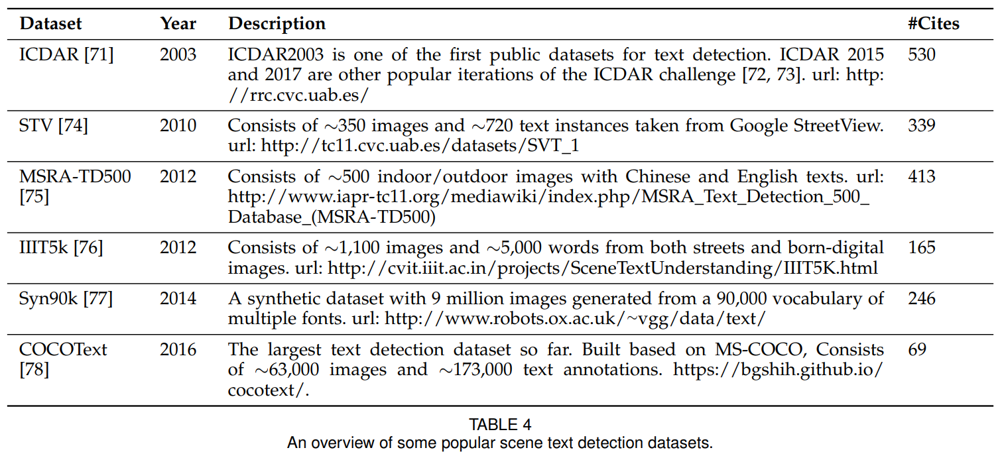 Dataset Year Description #Cites
ICDAR [71] 2003 ICDAR2003 is one of the first public datasets for text detection. ICDAR 2015 530
and 2017 are other popular iterations of the ICDAR challenge [72, 73]. url: http:
//rrc.cvc.uab.es/
STV [74] 2010 Consists of ∼350 images and ∼720 text instances taken from Google StreetView. 339
url: http://tc11.cvc.uab.es/datasets/SVT_1
MSRA-TD500 2012 Consists of ∼500 indoor/outdoor images with Chinese and English texts. url: 413
[75] http://www.iapr-tc11.org/mediawiki/index.php/MSRA_Text_Detection_500_
Database_(MSRA-TD500)
IIIT5k [76] 2012 Consists of ∼1,100 images and ∼5,000 words from both streets and born-digital 165
images. url: http://cvit.iiit.ac.in/projects/SceneTextUnderstanding/IIIT5K.html
Syn90k [77] 2014 A synthetic dataset with 9 million images generated from a 90,000 vocabulary of 246
multiple fonts. url: http://www.robots.ox.ac.uk/~vgg/data/text/
COCOText 2016 The largest text detection dataset so far. Built based on MS-COCO, Consists 69
[78] of ∼63,000 images and ∼173,000 text annotations. https://bgshih.github.io/
cocotext/.
TABLE 4
An overview of some popular scene text detection datasets.